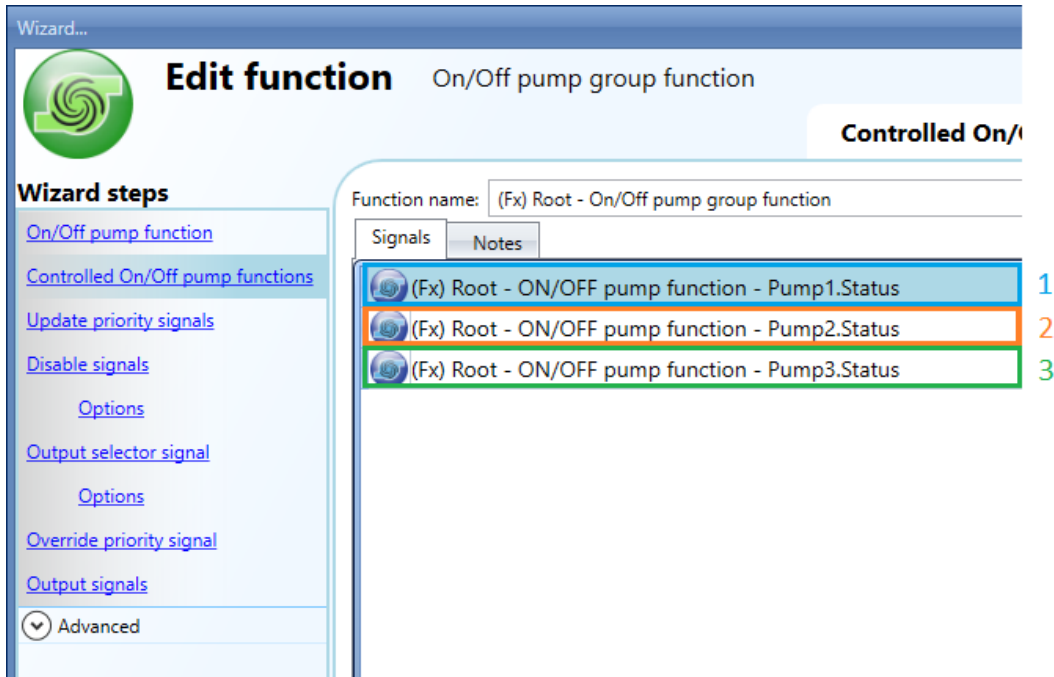 Wizard...
Edit function On/Off pump group function
Controlled On/
Wizard steps
On/Off pump function
Controlled On/Off pump functions
Update priority signals
Disable signals
Options
Output selector signal
Options
Override priority signal
Output signals
Advanced
Function name: (Fx) Root - On/Off pump group function
Signals Notes
(Fx) Root - ON/OFF pump function - Pump1.Status 1
(Fx) Root - ON/OFF pump function - Pump2.Status 2
(Fx) Root - ON/OFF pump function - Pump3.Status 3